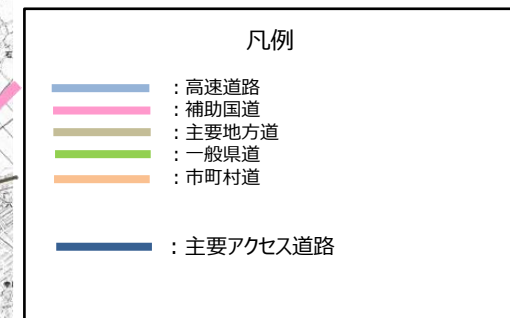 凡例
：高速道路
：補助国道
：主要地方道
：一般県道
：市町村道
：主要アクセス道路